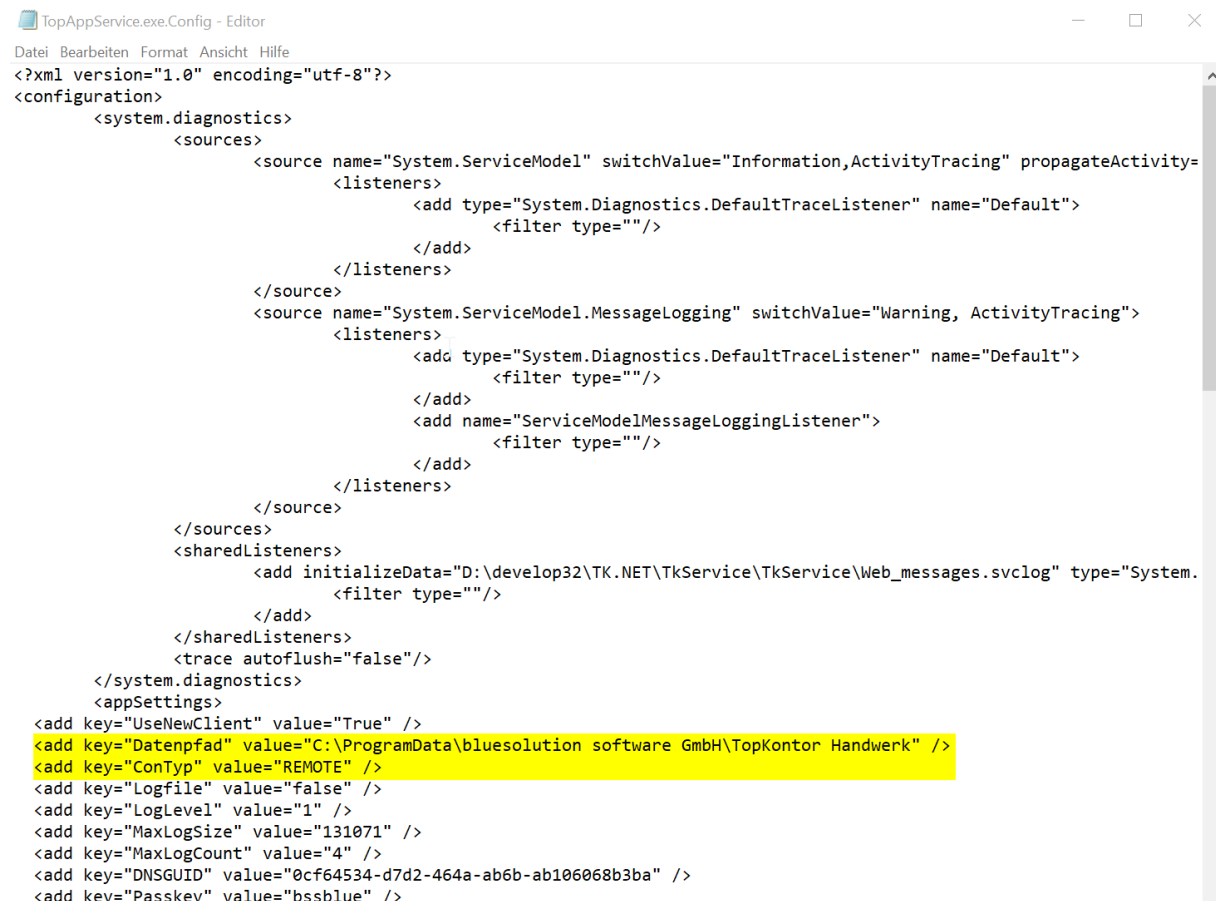 TopAppService.exe.Config - Editor
Datei Bearbeiten Format Ansicht Hilfe
<?xml version="1.0" encoding="utf-8"?>
<configuration>
<system.diagnostics>
<sources>
<source name="System.ServiceModel" switchValue="Information,ActivityTracing" propagateActivity=
<listeners>
<add type="System.Diagnostics.DefaultTraceListener" name="Default">
<filter type=""/>
</add>
</listeners>
</source>
<source name="System.ServiceModel.MessageLogging" switchValue="Warning, ActivityTracing">
<listeners>
<add type="System.Diagnostics.DefaultTraceListener" name="Default">
<filter type=""/>
</add>
<add name="ServiceModelMessageLoggingListener">
<filter type=""/>
</add>
</listeners>
</source>
</sources>
<sharedListeners>
<add initializeData="D:\develop32\TK.NET\TkService\TkService\Web_messages.svclog" type="System.
<filter type=""/>
</add>
</sharedListeners>
<trace autoflush="false"/>
</system.diagnostics>
<appSettings>
<add key="UseNewClient" value="True" />
<add key="Datenpfad" value="C:\ProgramData\bluesolution software GmbH\TopKontor Handwerk" />
<add key="ConTyp" value="REMOTE" />
<add key="Logfile" value="false" />
<add key="LogLevel" value="1" />
<add key="MaxLogSize" value="131071" />
<add key="MaxLogCount" value="4" />
<add key="DNSGUID" value="0cf64534-d7d2-464a-ab6b-ab106068b3ba" />
<add key="Passkey" value="bssblue" />